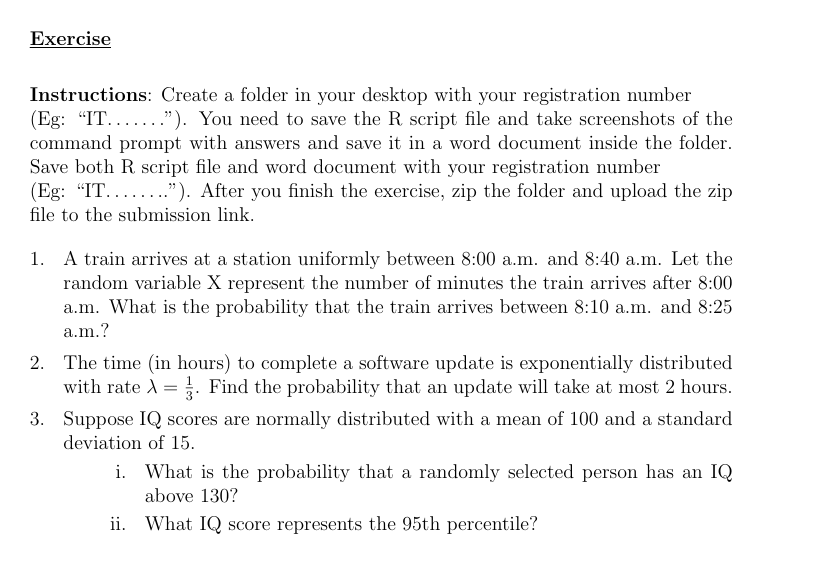 Exercise
Instructions: Create a folder in your desktop with your registration number
(Eg: “IT.......”). You need to save the R script file and take screenshots of the
command prompt with answers and save it in a word document inside the folder.
Save both R script file and word document with your registration number
(Eg: “IT........”). After you finish the exercise, zip the folder and upload the zip
file to the submission link.
1. A train arrives at a station uniformly between 8:00 a.m. and 8:40 a.m. Let the
random variable X represent the number of minutes the train arrives after 8:00
a.m. What is the probability that the train arrives between 8:10 a.m. and 8:25
a.m.?
2. The time (in hours) to complete a software update is exponentially distributed
with rate λ = 1/3. Find the probability that an update will take at most 2 hours.
3. Suppose IQ scores are normally distributed with a mean of 100 and a standard
deviation of 15.
i. What is the probability that a randomly selected person has an IQ
above 130?
ii. What IQ score represents the 95th percentile?